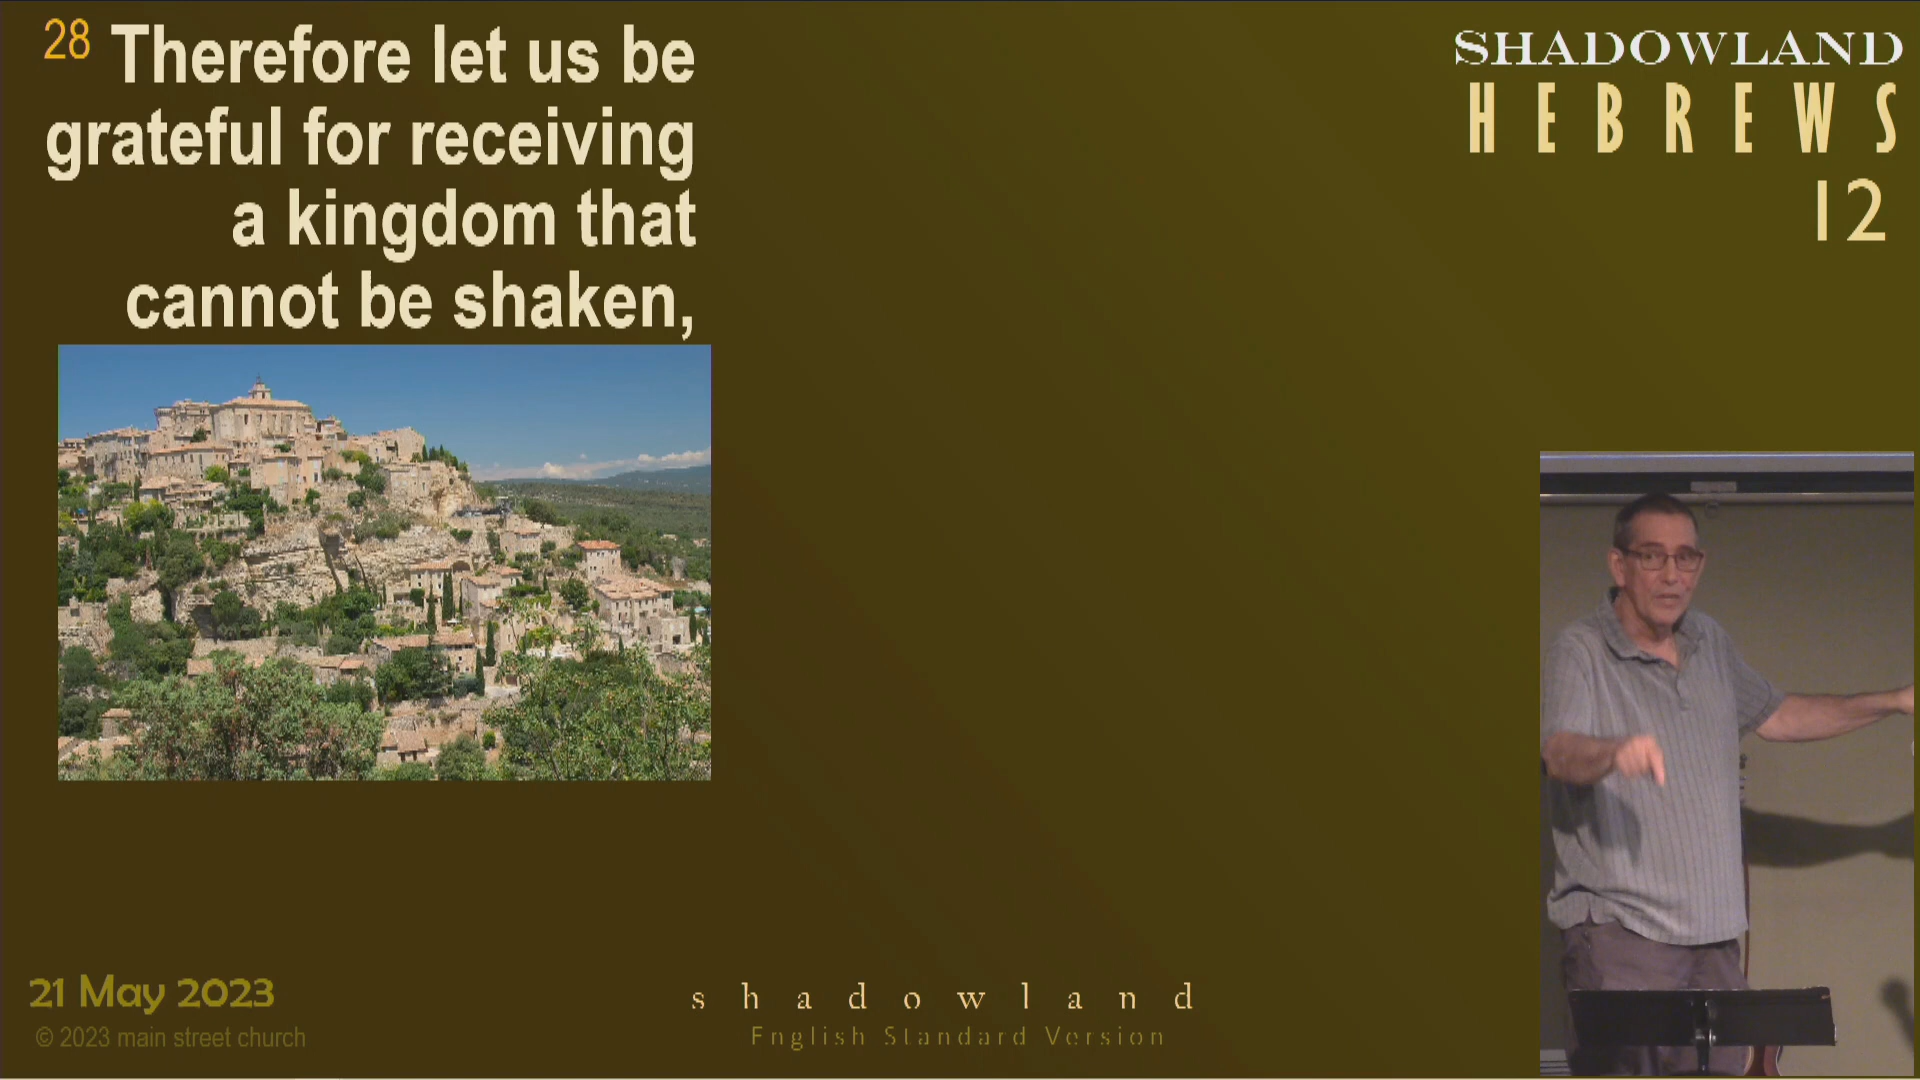 28 Therefore let us be
grateful for receiving
a kingdom that
cannot be shaken,
SHADOWLAND
HEBREWS
12
21 May 2023
© 2023 main street church
shadowland
English Standard Version